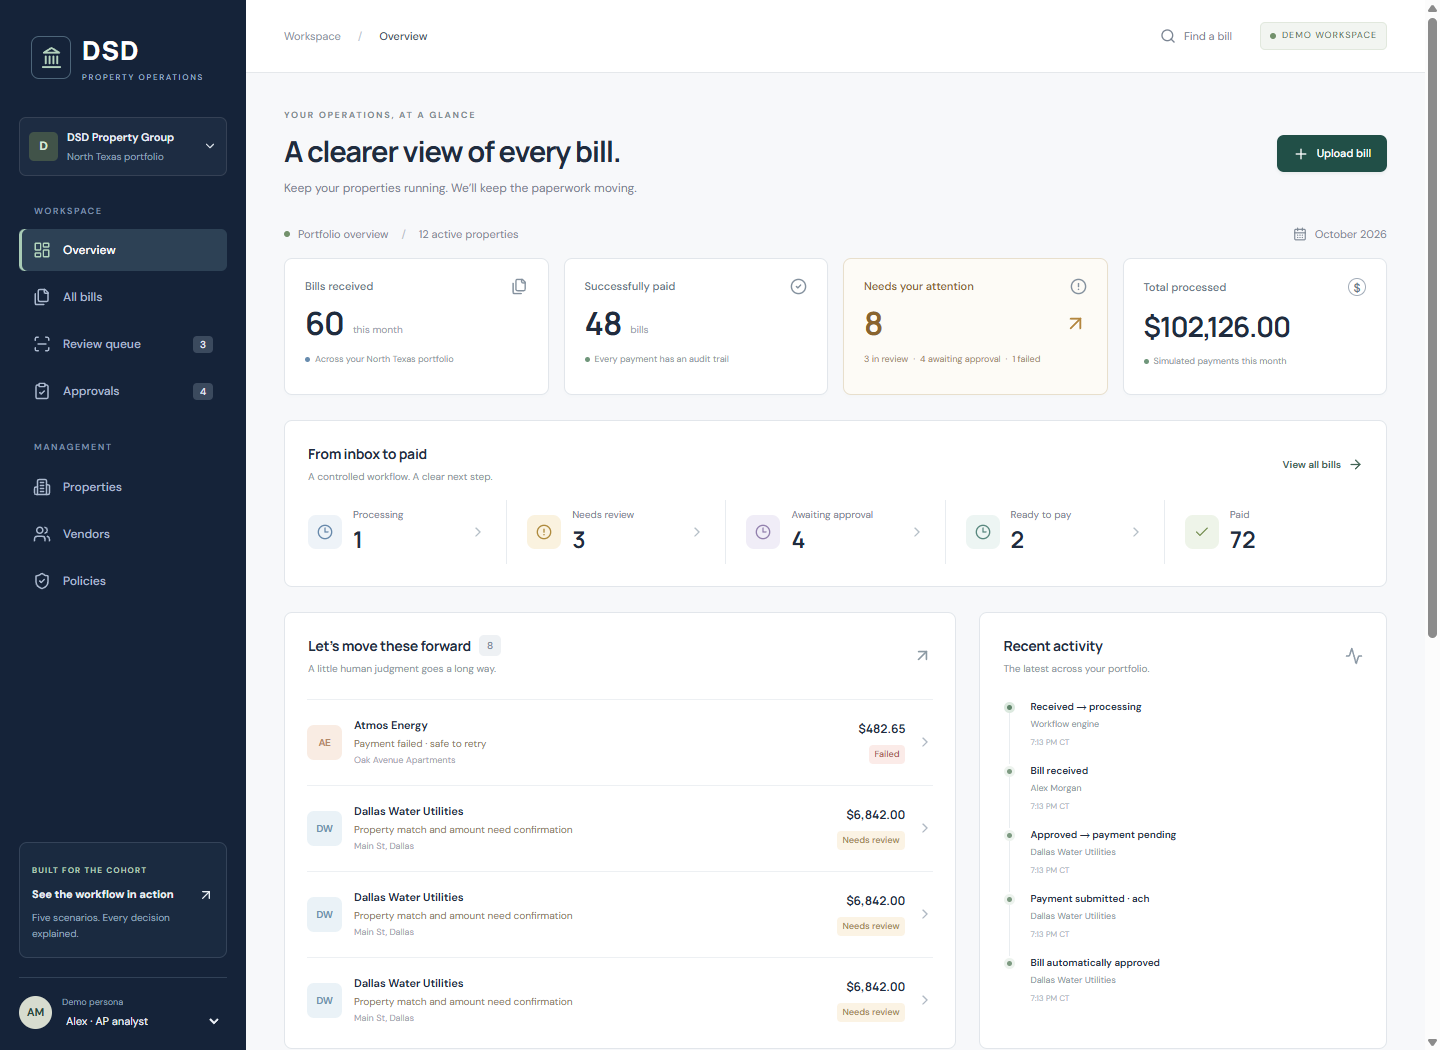 DSD
PROPERTY OPERATIONS
D
DSD Property Group
North Texas portfolio
WORKSPACE
Overview
All bills
Review queue
3
Approvals
4
MANAGEMENT
Properties
Vendors
Policies
BUILT FOR THE COHORT
See the workflow in action
Five scenarios. Every decision
explained.
AM
Demo persona
Alex · AP analyst
Workspace / Overview
Find a bill
DEMO WORKSPACE
YOUR OPERATIONS, AT A GLANCE
A clearer view of every bill.
Keep your properties running. We'll keep the paperwork moving.
Upload bill
Portfolio overview / 12 active properties
October 2026
Bills received
60 this month
Across your North Texas portfolio
Successfully paid
48 bills
Every payment has an audit trail
Needs your attention
8
3 in review · 4 awaiting approval · 1 failed
Total processed
$
$102,126.00
Simulated payments this month
From inbox to paid
A controlled workflow. A clear next step.
View all bills
Processing
1
Needs review
3
Awaiting approval
4
Ready to pay
2
Paid
72
Let's move these forward 8
A little human judgment goes a long way.
AE
Atmos Energy
Payment failed · safe to retry
Oak Avenue Apartments
$482.65
Failed
DW
Dallas Water Utilities
Property match and amount need confirmation
Main St, Dallas
$6,842.00
Needs review
DW
Dallas Water Utilities
Property match and amount need confirmation
Main St, Dallas
$6,842.00
Needs review
DW
Dallas Water Utilities
Property match and amount need confirmation
Main St, Dallas
$6,842.00
Needs review
Recent activity
The latest across your portfolio.
Received → processing
Workflow engine
7:13 PM CT
Bill received
Alex Morgan
7:13 PM CT
Approved → payment pending
Dallas Water Utilities
7:13 PM CT
Payment submitted · ach
Dallas Water Utilities
7:13 PM CT
Bill automatically approved
Dallas Water Utilities
7:13 PM CT